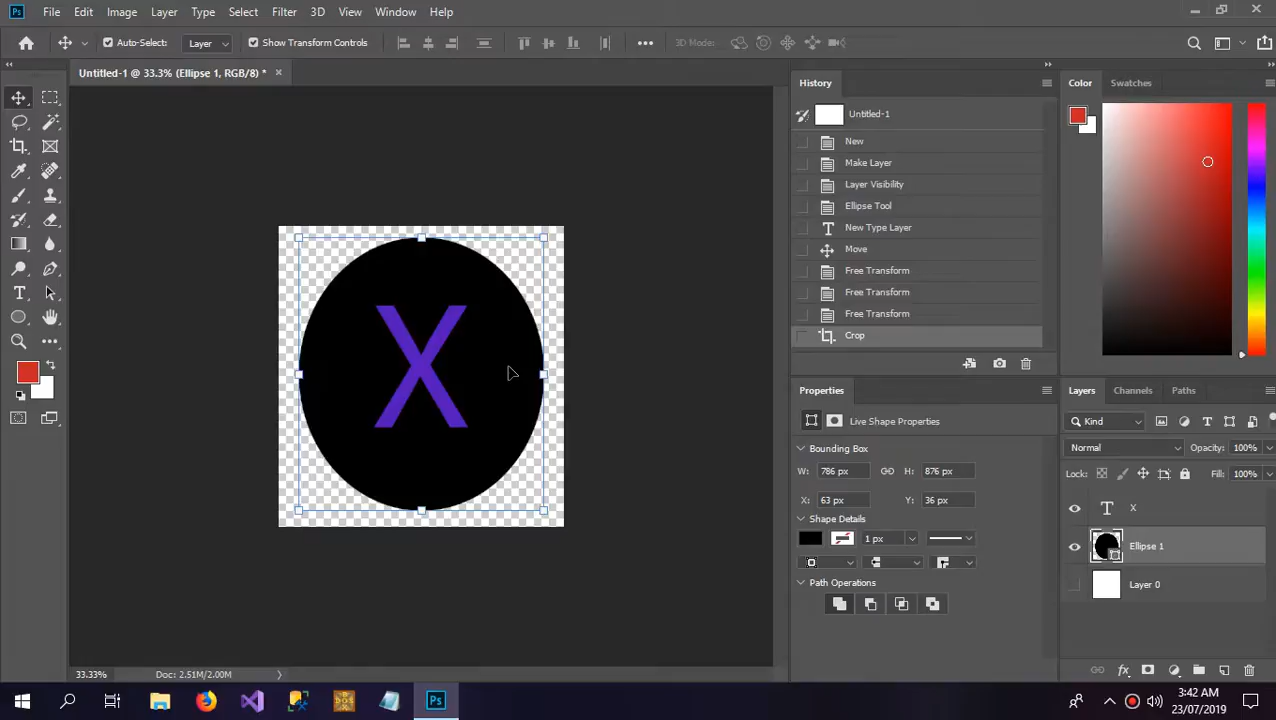 Ps File Edit Image Layer Type Select Filter 3D View Window Help
Auto-Select: Layer Show Transform Controls 3D Mode:
Untitled-1 @ 33.3% (Ellipse 1, RGB/8) *
X
33.33% Doc: 2.51M/2.00M
History
Untitled-1
New
Make Layer
Layer Visibility
Ellipse Tool
T New Type Layer
Move
Free Transform
Free Transform
Free Transform
Crop
Properties
Live Shape Properties
Bounding Box
W: 786 px H: 876 px
X: 63 px Y: 36 px
Shape Details
1 px
Path Operations
Color Swatches
Layers Channels Paths
Kind
Normal Opacity: 100%
Lock: Fill: 100%
T X
Ellipse 1
Layer 0
fx
DOS
Ps
3:42 AM
23/07/2019